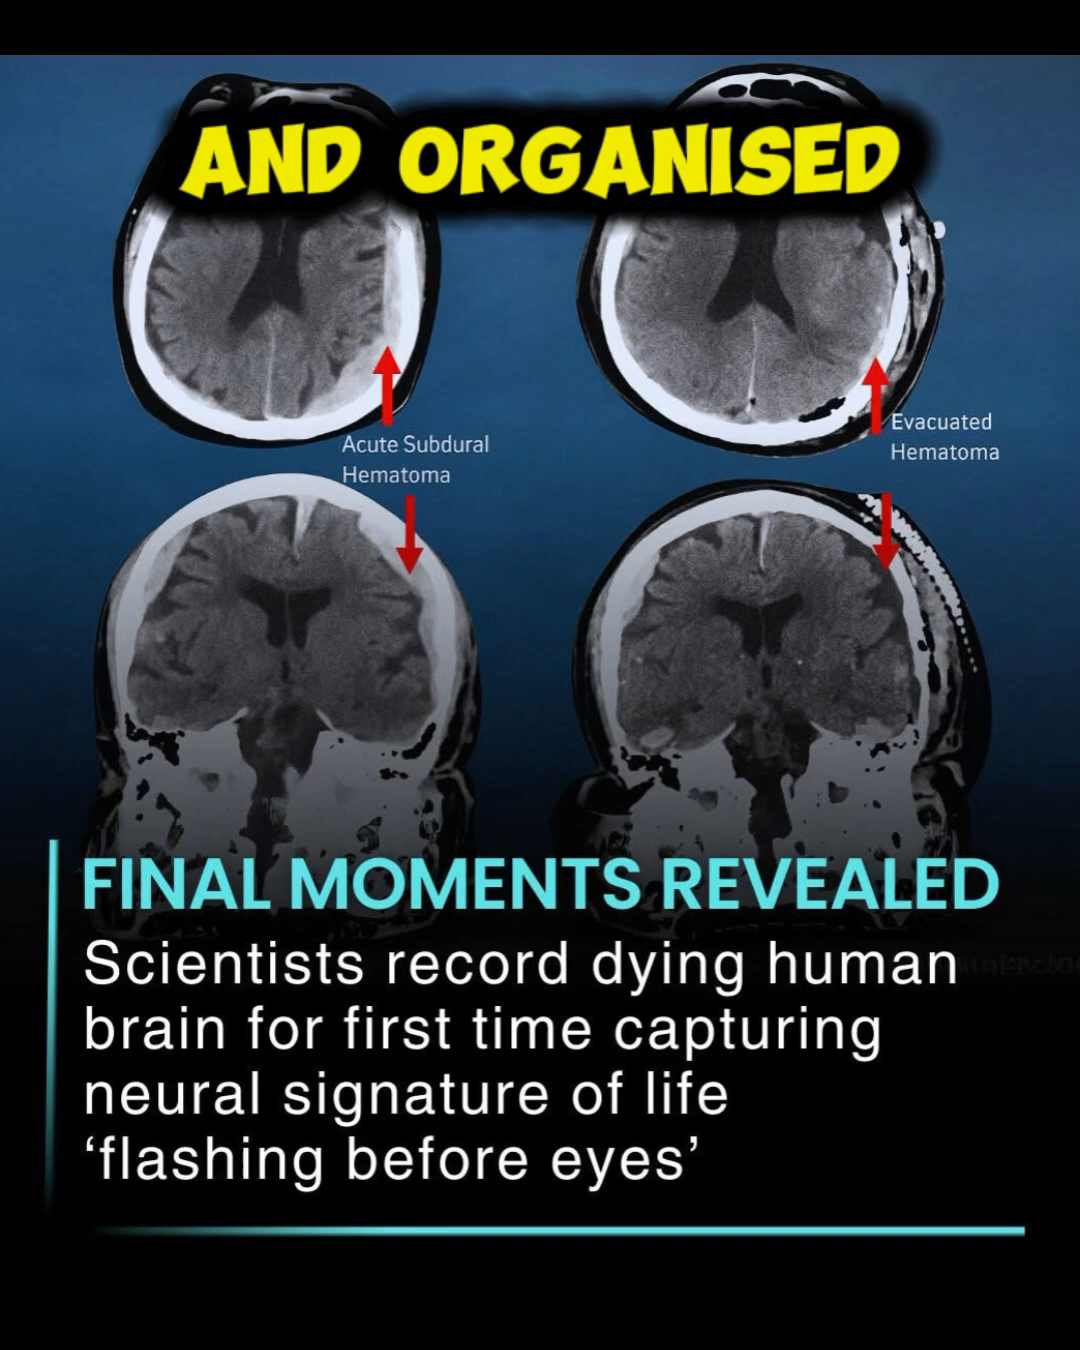 AND ORGANISED
Acute Subdural
Hematoma
Evacuated
Hematoma
FINAL MOMENTS REVEALED
Scientists record dying human
brain for first time capturing
neural signature of life
‘flashing before eyes’